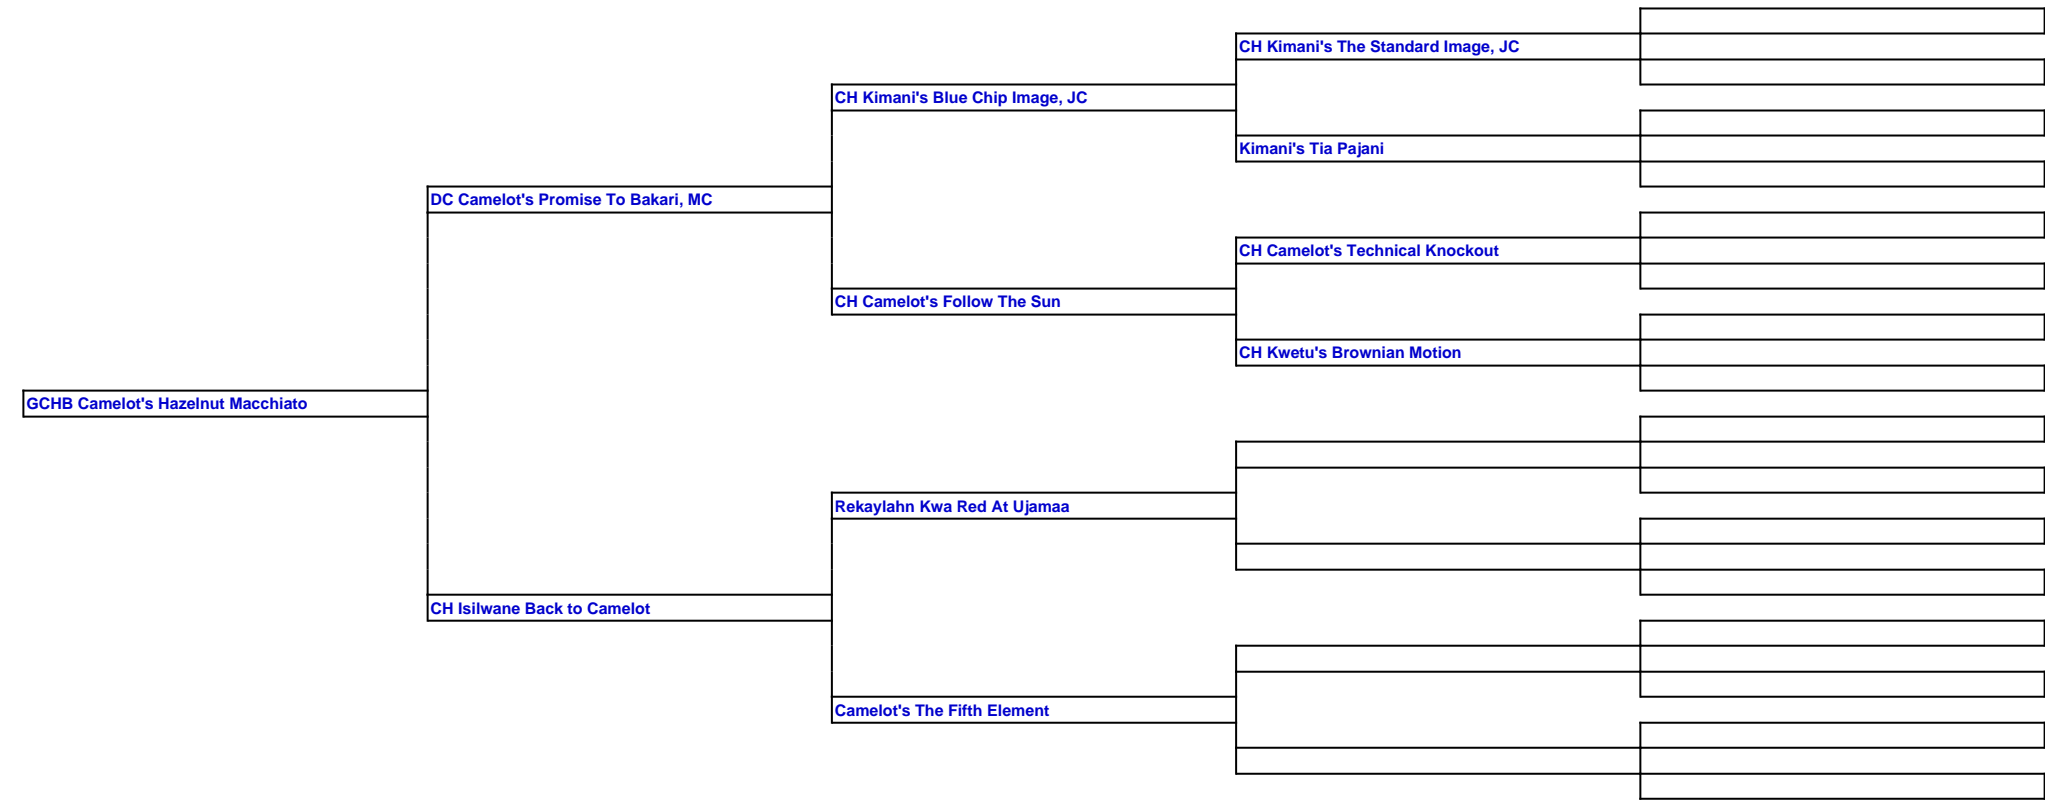 CH Kimani's The Standard Image, JC
CH Kimani's Blue Chip Image, JC
Kimani's Tia Pajani
DC Camelot's Promise To Bakari, MC
CH Camelot's Technical Knockout
CH Camelot's Follow The Sun
CH Kwetu's Brownian Motion
GCHB Camelot's Hazelnut Macchiato
Rekaylahn Kwa Red At Ujamaa
CH Isilwane Back to Camelot
Camelot's The Fifth Element